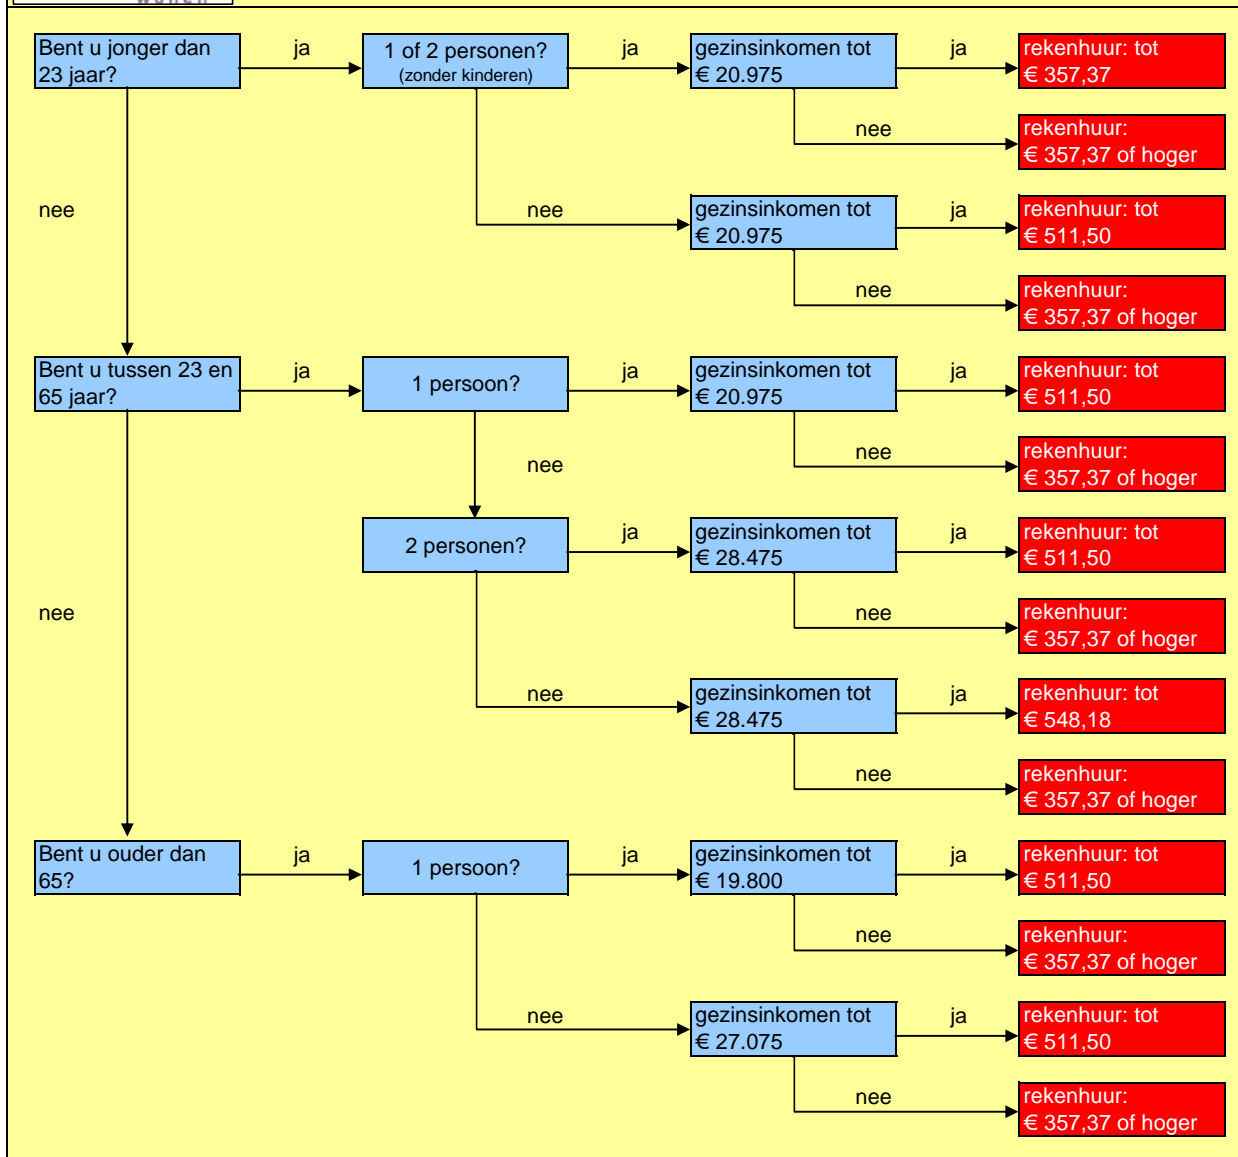 Bent u jonger dan
23 jaar?
ja
1 of 2 personen?
(zonder kinderen)
ja
gezinsinkomen tot
€ 20.975
ja
rekenhuur: tot
€ 357,37
nee
rekenhuur:
€ 357,37 of hoger
nee
nee
gezinsinkomen tot
€ 20.975
ja
rekenhuur: tot
€ 511,50
nee
rekenhuur:
€ 357,37 of hoger
Bent u tussen 23 en
65 jaar?
ja
1 persoon?
ja
gezinsinkomen tot
€ 20.975
ja
rekenhuur: tot
€ 511,50
nee
rekenhuur:
€ 357,37 of hoger
nee
2 personen?
ja
gezinsinkomen tot
€ 28.475
ja
rekenhuur: tot
€ 511,50
nee
nee
rekenhuur:
€ 357,37 of hoger
nee
gezinsinkomen tot
€ 28.475
ja
rekenhuur: tot
€ 548,18
nee
rekenhuur:
€ 357,37 of hoger
Bent u ouder dan
65?
ja
1 persoon?
ja
gezinsinkomen tot
€ 19.800
ja
rekenhuur: tot
€ 511,50
nee
rekenhuur:
€ 357,37 of hoger
nee
gezinsinkomen tot
€ 27.075
ja
rekenhuur: tot
€ 511,50
nee
rekenhuur:
€ 357,37 of hoger